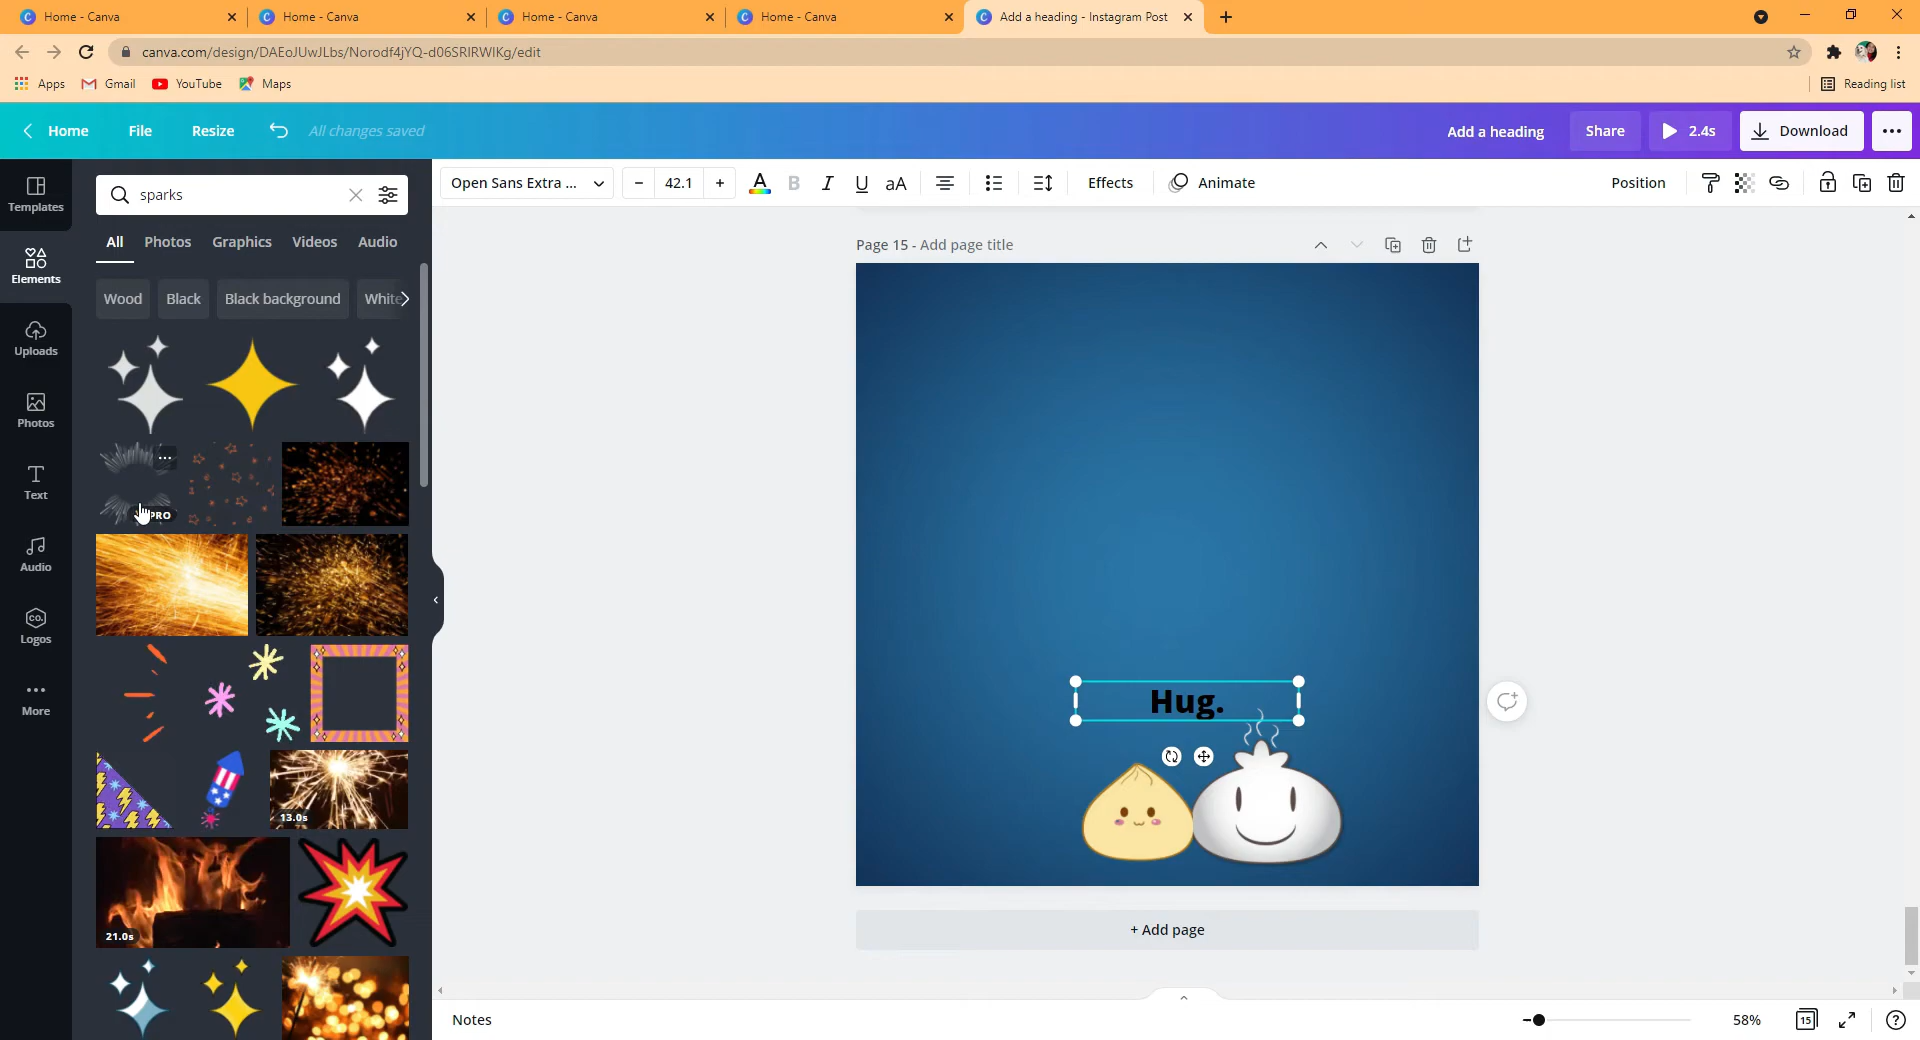 Home - Canva
Home - Canva
Home - Canva
Home - Canva
Add a heading - Instagram Post
canva.com/design/DAEoJUwJLbs/Norodf4jYQ-d06SRIRWIKg/edit
Apps
Gmail
YouTube
Maps
Reading list
Home
File
Resize
All changes saved
Add a heading
Share
2.4s
Download
Templates
Elements
Uploads
Photos
Text
Audio
CO.
Logos
More
sparks
All
Photos
Graphics
Videos
Audio
Wood
Black
Black background
White
PRO
13.0s
21.0s
Open Sans Extra ...
42.1
A
B
I
U
aA
Effects
Animate
Position
Page 15 - Add page title
Hug.
+ Add page
Notes
58%
15